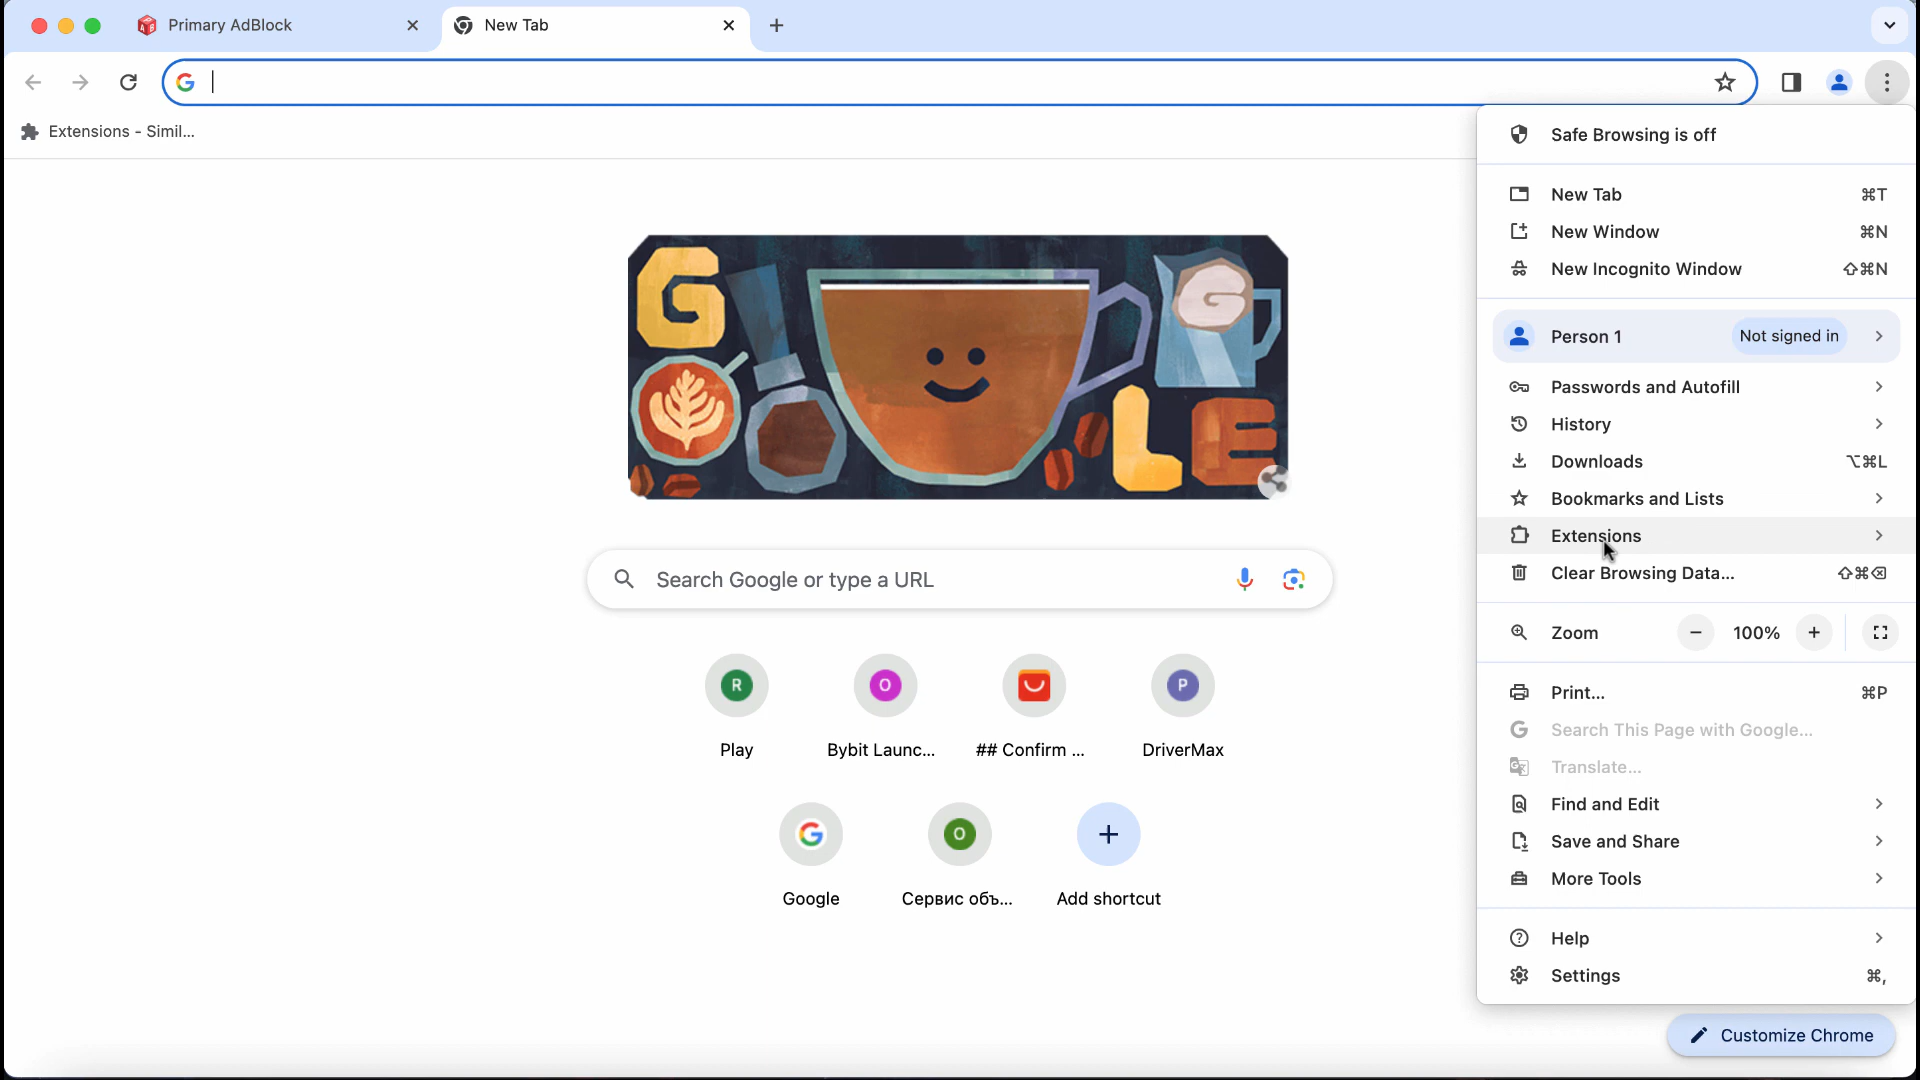 Primary AdBlock
New Tab
Extensions - Simil...
Safe Browsing is off
New Tab ⌘T
New Window ⌘N
New Incognito Window ⇧⌘N
Person 1 Not signed in
Passwords and Autofill
History
Downloads ⌥⌘L
Bookmarks and Lists
Extensions
Clear Browsing Data... ⇧⌘⌫
Zoom − 100% +
Print... ⌘P
Search This Page with Google...
Translate...
Find and Edit
Save and Share
More Tools
Help
Settings ⌘,
G LE
G
Search Google or type a URL
R O P
Play Bybit Launc... ## Confirm ... DriverMax
O
Google Сервис объ... Add shortcut
Customize Chrome